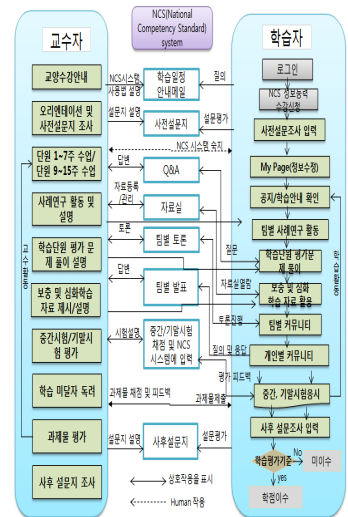 NCS(National
Competency Standard)
system
교수자
학습자
교양수강안내
오리엔테이션 및
사전설문지 조사
단원 1~7주 수업/
단원 9~15주 수업
사례연구 활동 및
설명
학습단원 평가 문
제 풀이 설명
보충 및 심화학습
자료 제시/설명
중간시험/기말시
험 평가
학습 미달자 독려
과제물 평가
사후 설문지 조사
교수활동
NCS시스템
사용법 설명
설문지 설명
답변
자료등록
/관리
토론
답변
시험설명
과제물 채점 및 피드백
설문지 설명
학습일정
안내메일
사전설문지
NCS 시스템 숙지
Q&A
자료실
팀별 토론
팀별 발표
중간/기말시험
채점 및 NCS
시스템에 입력
사후설문지
상호작용을 표시
Human 작용
질의
설문평가
질문
자료실열람
토론진행
질의 및 응답
평가 피드백
과제물제출
설문평가
로그인
NCS 정보능력
수강신청
사전설문조사 입력
My Page(정보수정)
공지/학습안내 확인
팀별 사례연구 활동
학습단원 평가문
제 풀이
보충 및 심화
학습 자료 활용
팀별 커뮤니티
개인별 커뮤니티
중간, 기말시험응시
사후 설문조사 입력
학습평가기준
No
미이수
yes
학점이수
학습활동